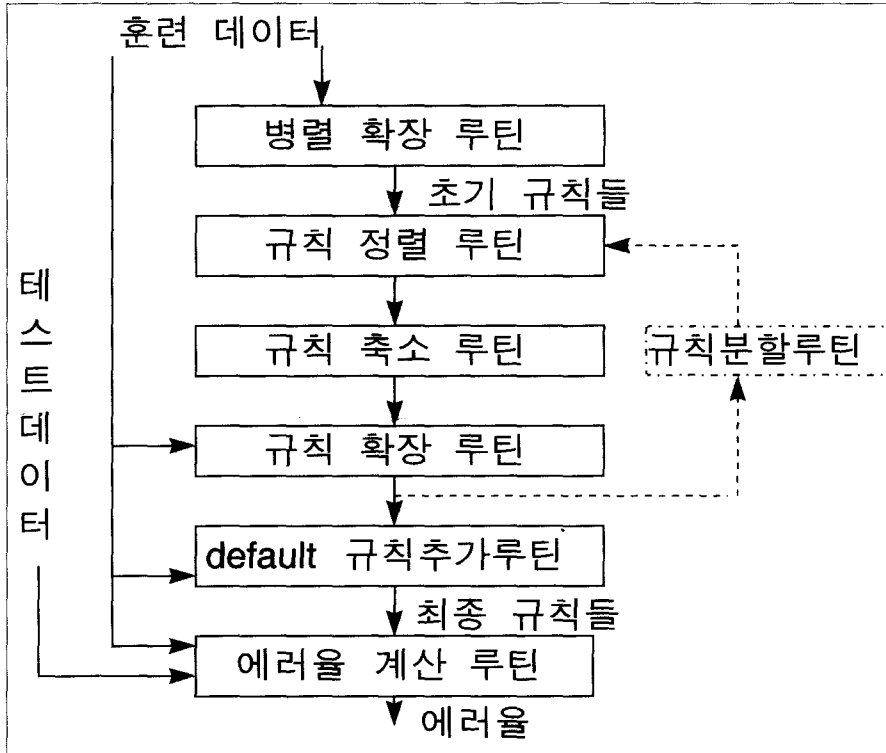 훈련 데이터
병렬 확장 루틴
초기 규칙들
규칙 정렬 루틴
규칙 축소 루틴
규칙분할루틴
규칙 확장 루틴
테스트데이터
default 규칙추가루틴
최종 규칙들
에러율 계산 루틴
에러율